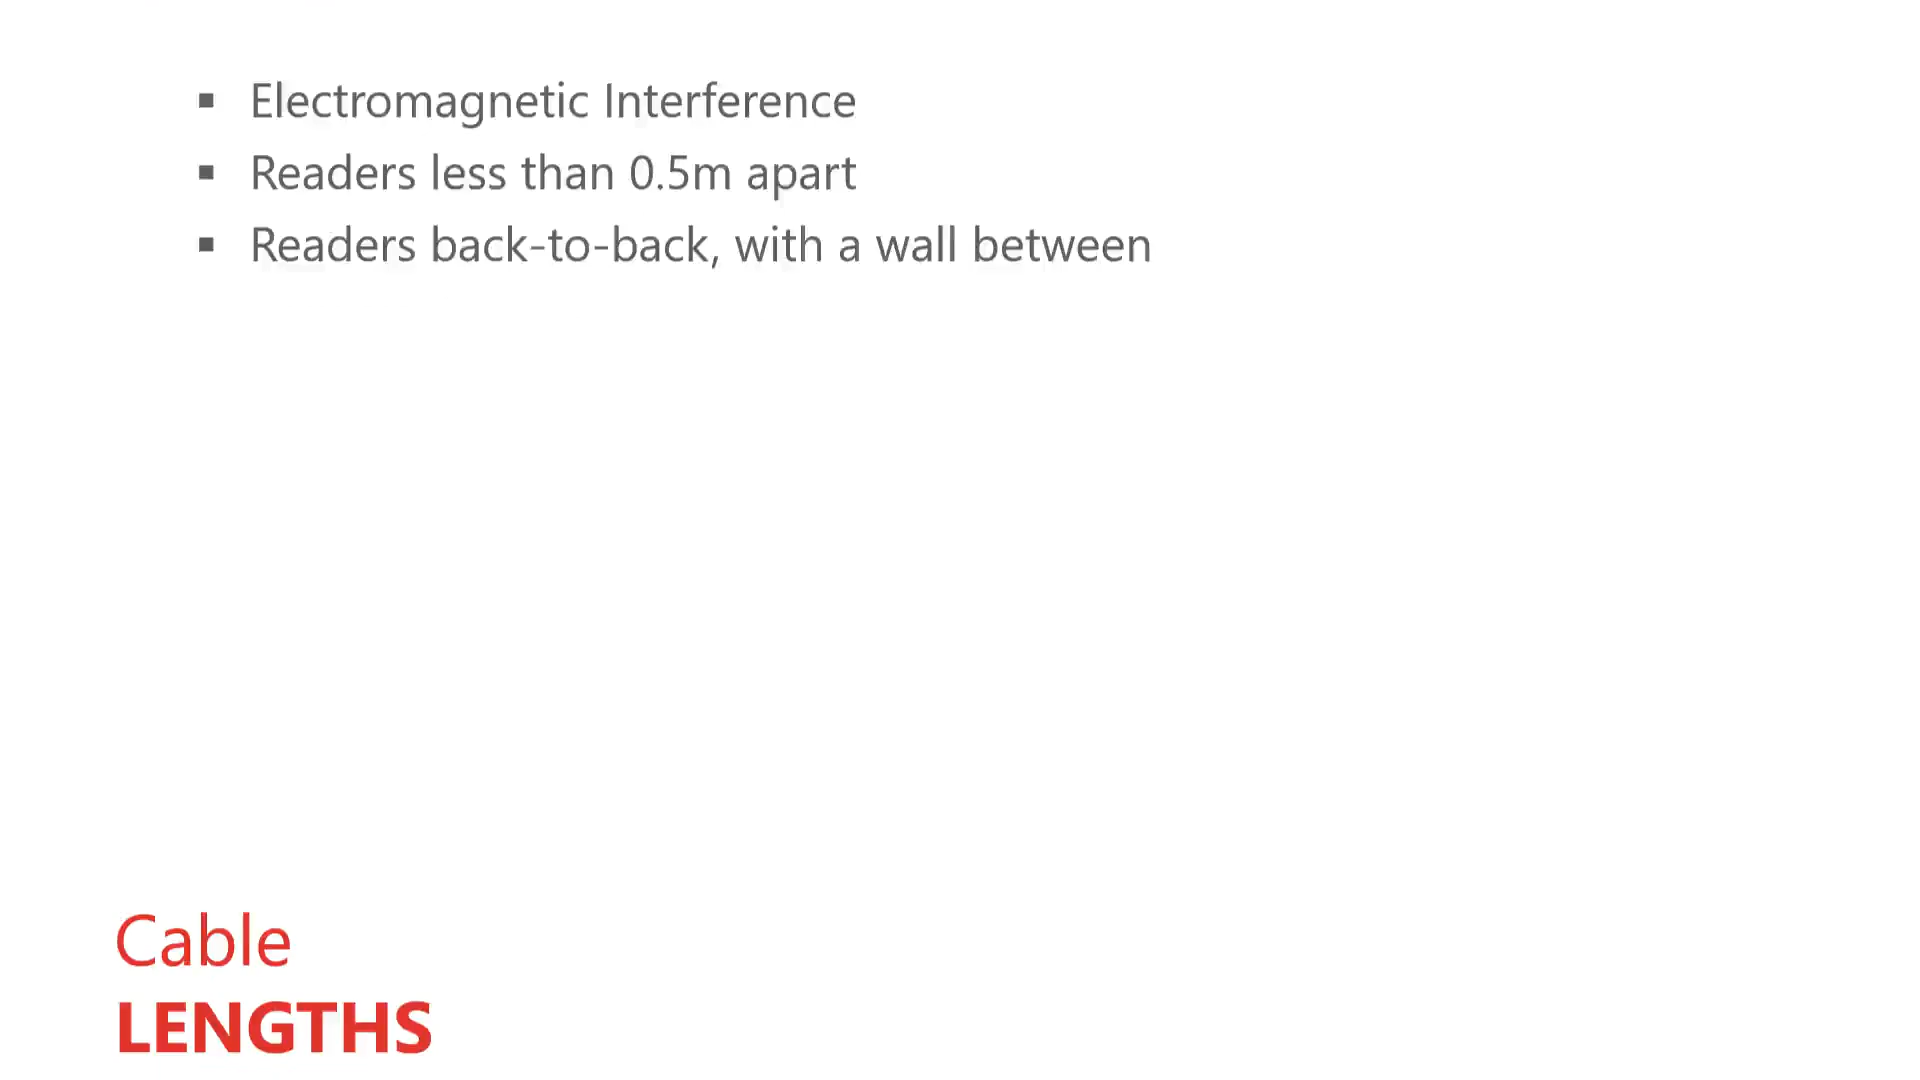 ▪ Electromagnetic Interference
▪ Readers less than 0.5m apart
▪ Readers back-to-back, with a wall between
Cable
LENGTHS